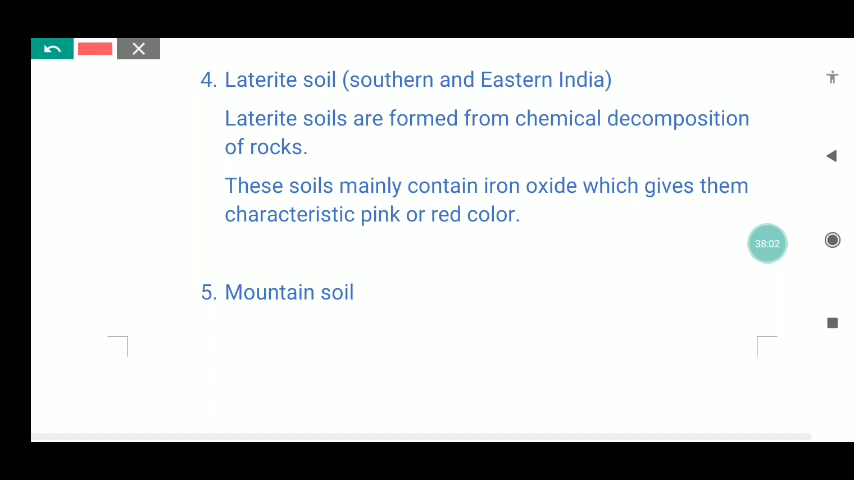 4. Laterite soil (southern and Eastern India)
Laterite soils are formed from chemical decomposition
of rocks.
These soils mainly contain iron oxide which gives them
characteristic pink or red color.
38:02
5. Mountain soil